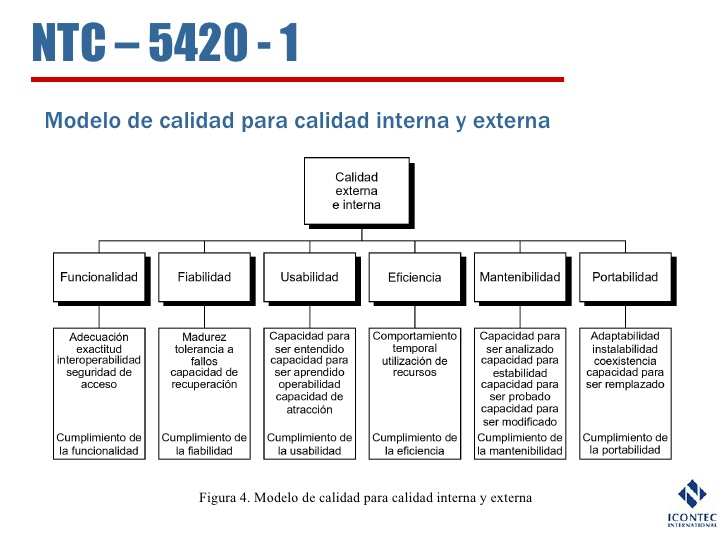 NTC – 5420 - 1
Modelo de calidad para calidad interna y externa
Calidad
externa
e interna
Funcionalidad
Fiabilidad
Usabilidad
Eficiencia
Mantenibilidad
Portabilidad
Adecuación
exactitud
interoperabilidad
seguridad de
acceso
Cumplimiento de
la funcionalidad
Madurez
tolerancia a
fallos
capacidad de
recuperación
Cumplimiento de
la fiabilidad
Capacidad para
ser entendido
capacidad para
ser aprendido
operabilidad
capacidad de
atracción
Cumplimiento de
la usabilidad
Comportamiento
temporal
utilización de
recursos
Cumplimiento de
la eficiencia
Capacidad para
ser analizado
capacidad para
estabilidad
capacidad para
ser probado
capacidad para
ser modificado
Cumplimiento de
la mantenibilidad
Adaptabilidad
instalabilidad
coexistencia
capacidad para
ser remplazado
Cumplimiento de
la portabilidad
Figura 4. Modelo de calidad para calidad interna y externa
ICONTEC
INTERNATIONAL